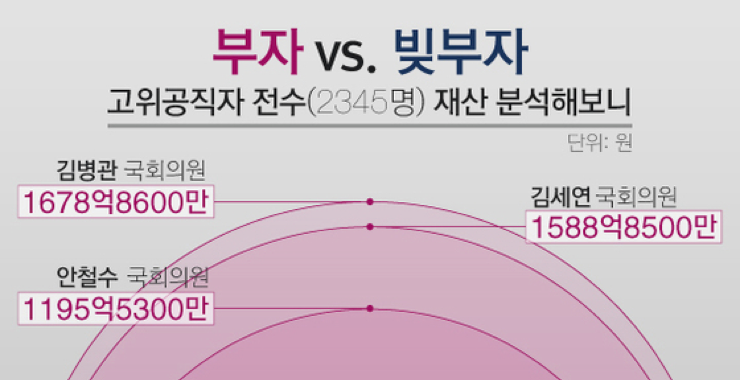 부자 vs. 빚부자
고위공직자 전수(2345명) 재산 분석해보니
단위: 원
김병관 국회의원
1678억8600만
김세연 국회의원
1588억8500만
안철수 국회의원
1195억5300만